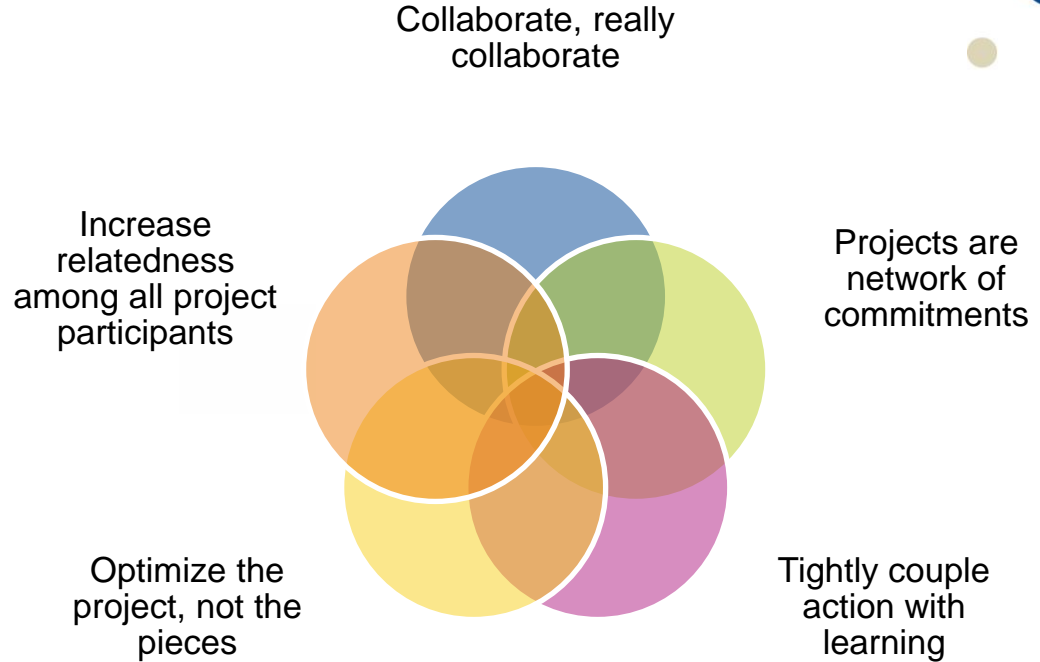 Collaborate, really
collaborate
Increase
relatedness
among all project
participants
Projects are
network of
commitments
Optimize the
project, not the
pieces
Tightly couple
action with
learning